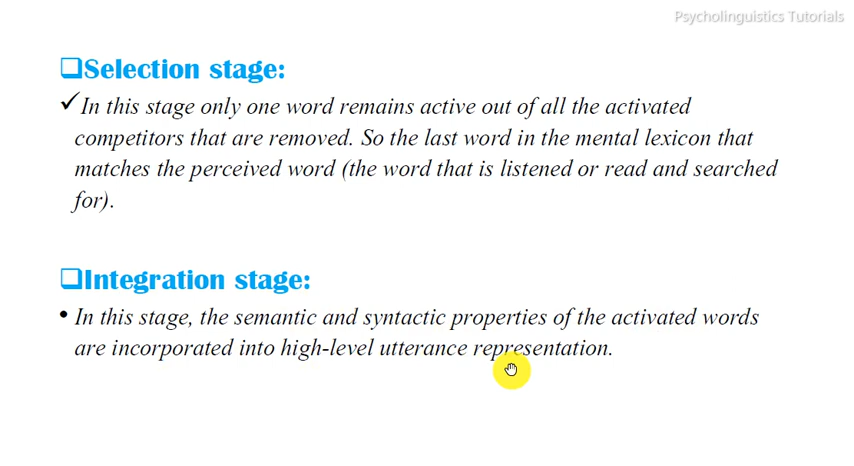 Psycholinguistics Tutorials
Selection stage:
In this stage only one word remains active out of all the activated
competitors that are removed. So the last word in the mental lexicon that
matches the perceived word (the word that is listened or read and searched
for).
Integration stage:
In this stage, the semantic and syntactic properties of the activated words
are incorporated into high-level utterance representation.